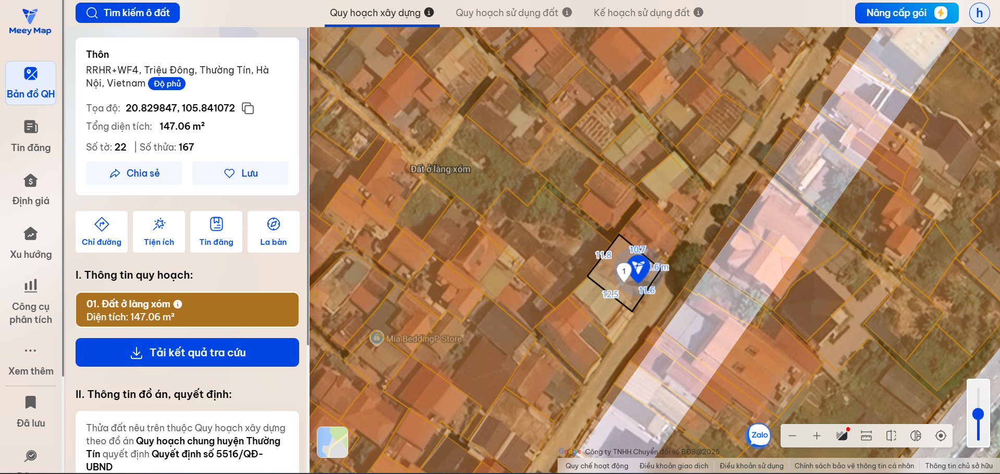 Meey Map
Tìm kiếm ô đất
Quy hoạch xây dựng
Quy hoạch sử dụng đất
Kế hoạch sử dụng đất
Nâng cấp gói
h
Bản đồ QH
Tin đăng
Định giá
Xu hướng
Công cụ
phân tích
Xem thêm
Đã lưu
Thôn
RRHR+WF4, Triệu Đông, Thường Tín, Hà
Nội, Vietnam Độ phủ
Tọa độ: 20.829847, 105.841072
Tổng diện tích: 147.06 m²
Số tờ: 22 | Số thửa: 167
Chia sẻ
Lưu
Chỉ đường
Tiện ích
Tin đăng
La bàn
I. Thông tin quy hoạch:
01. Đất ở làng xóm
Diện tích: 147.06 m²
Tải kết quả tra cứu
II. Thông tin đồ án, quyết định:
Thửa đất nêu trên thuộc Quy hoạch xây dựng
theo đồ án Quy hoạch chung huyện Thường
Tín quyết định Quyết định số 5516/QĐ-
UBND
Đất ở làng xóm
10.7
11.8
1
.6 m
11.6
12.5
Mia BeddingP Store
Zalo
Google Công ty TNHH Chuyển đổi số BĐS@2025
Quy chế hoạt động
Điều khoản giao dịch
Điều khoản sử dụng
Chính sách bảo vệ thông tin cá nhân
Thông tin chủ sở hữu